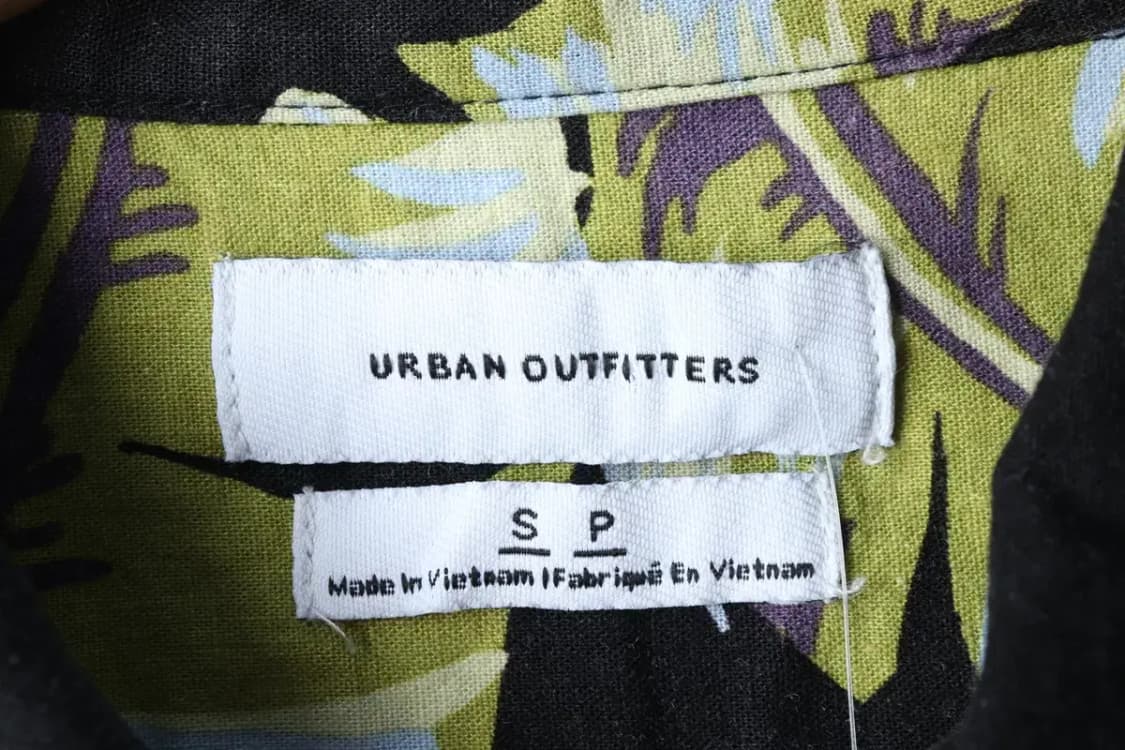 URBAN OUTFITTERS
S P
Made In Vietnam | Fabriqué En Vietnam